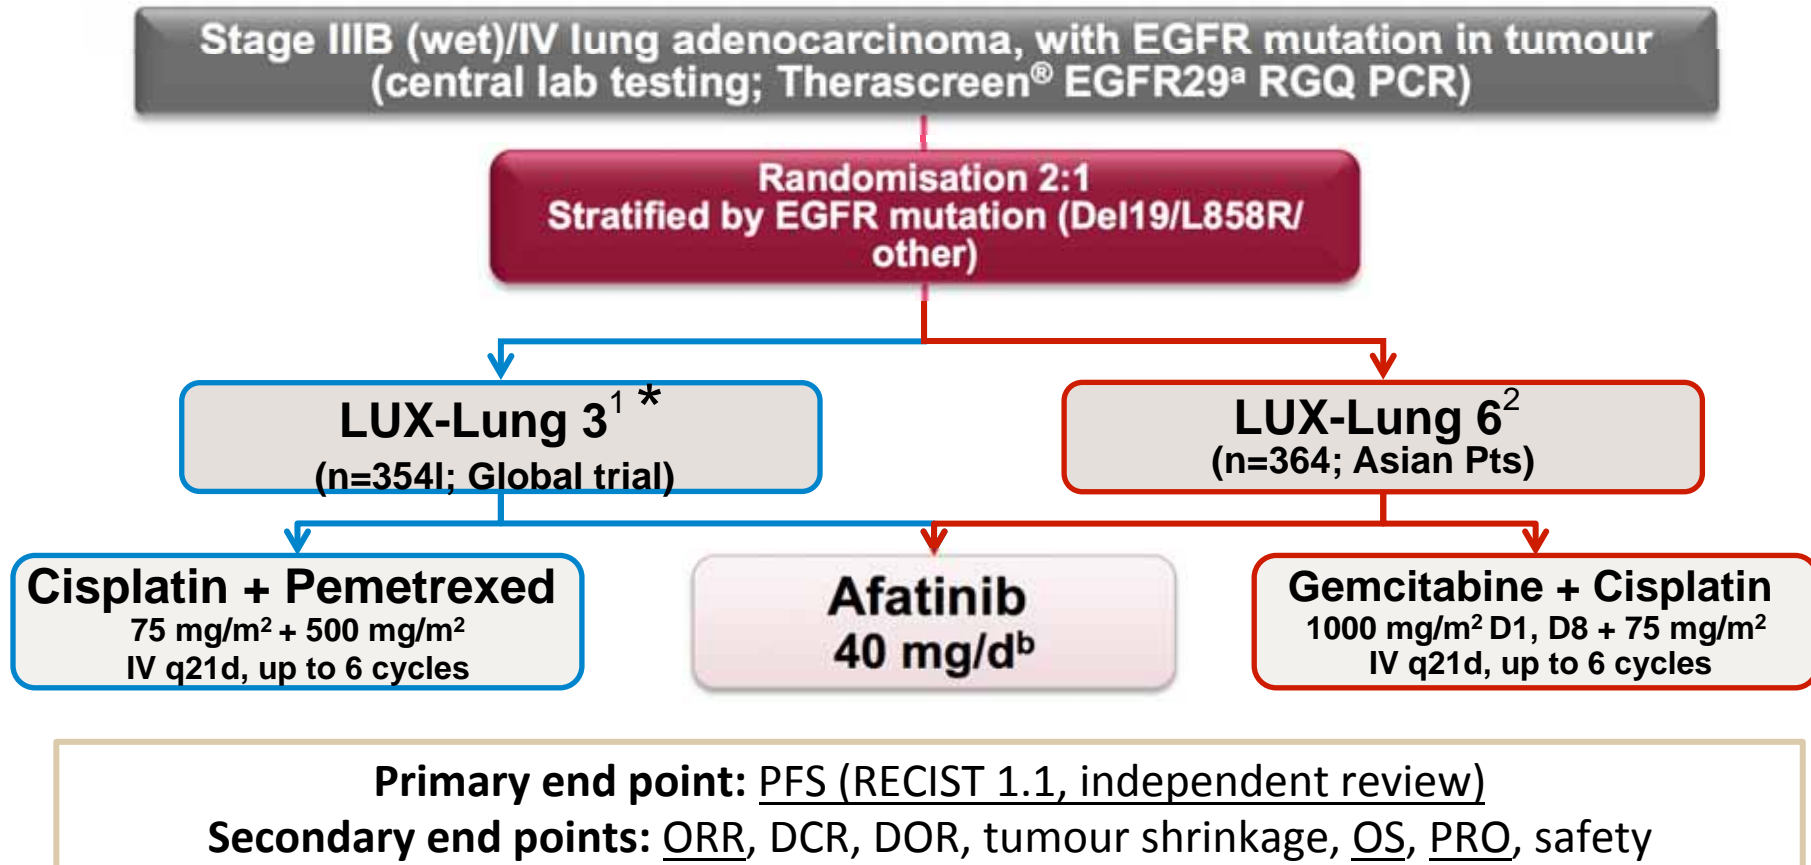 Stage IIIB (wet)/IV lung adenocarcinoma, with EGFR mutation in tumour
(central lab testing; Therascreen® EGFR29ᵃ RGQ PCR)
Randomisation 2:1
Stratified by EGFR mutation (Del19/L858R/
other)
LUX-Lung 3¹ *
(n=354I; Global trial)
LUX-Lung 6²
(n=364; Asian Pts)
Cisplatin + Pemetrexed
75 mg/m² + 500 mg/m²
IV q21d, up to 6 cycles
Afatinib
40 mg/dᵇ
Gemcitabine + Cisplatin
1000 mg/m² D1, D8 + 75 mg/m²
IV q21d, up to 6 cycles
Primary end point: PFS (RECIST 1.1, independent review)
Secondary end points: ORR, DCR, DOR, tumour shrinkage, OS, PRO, safety